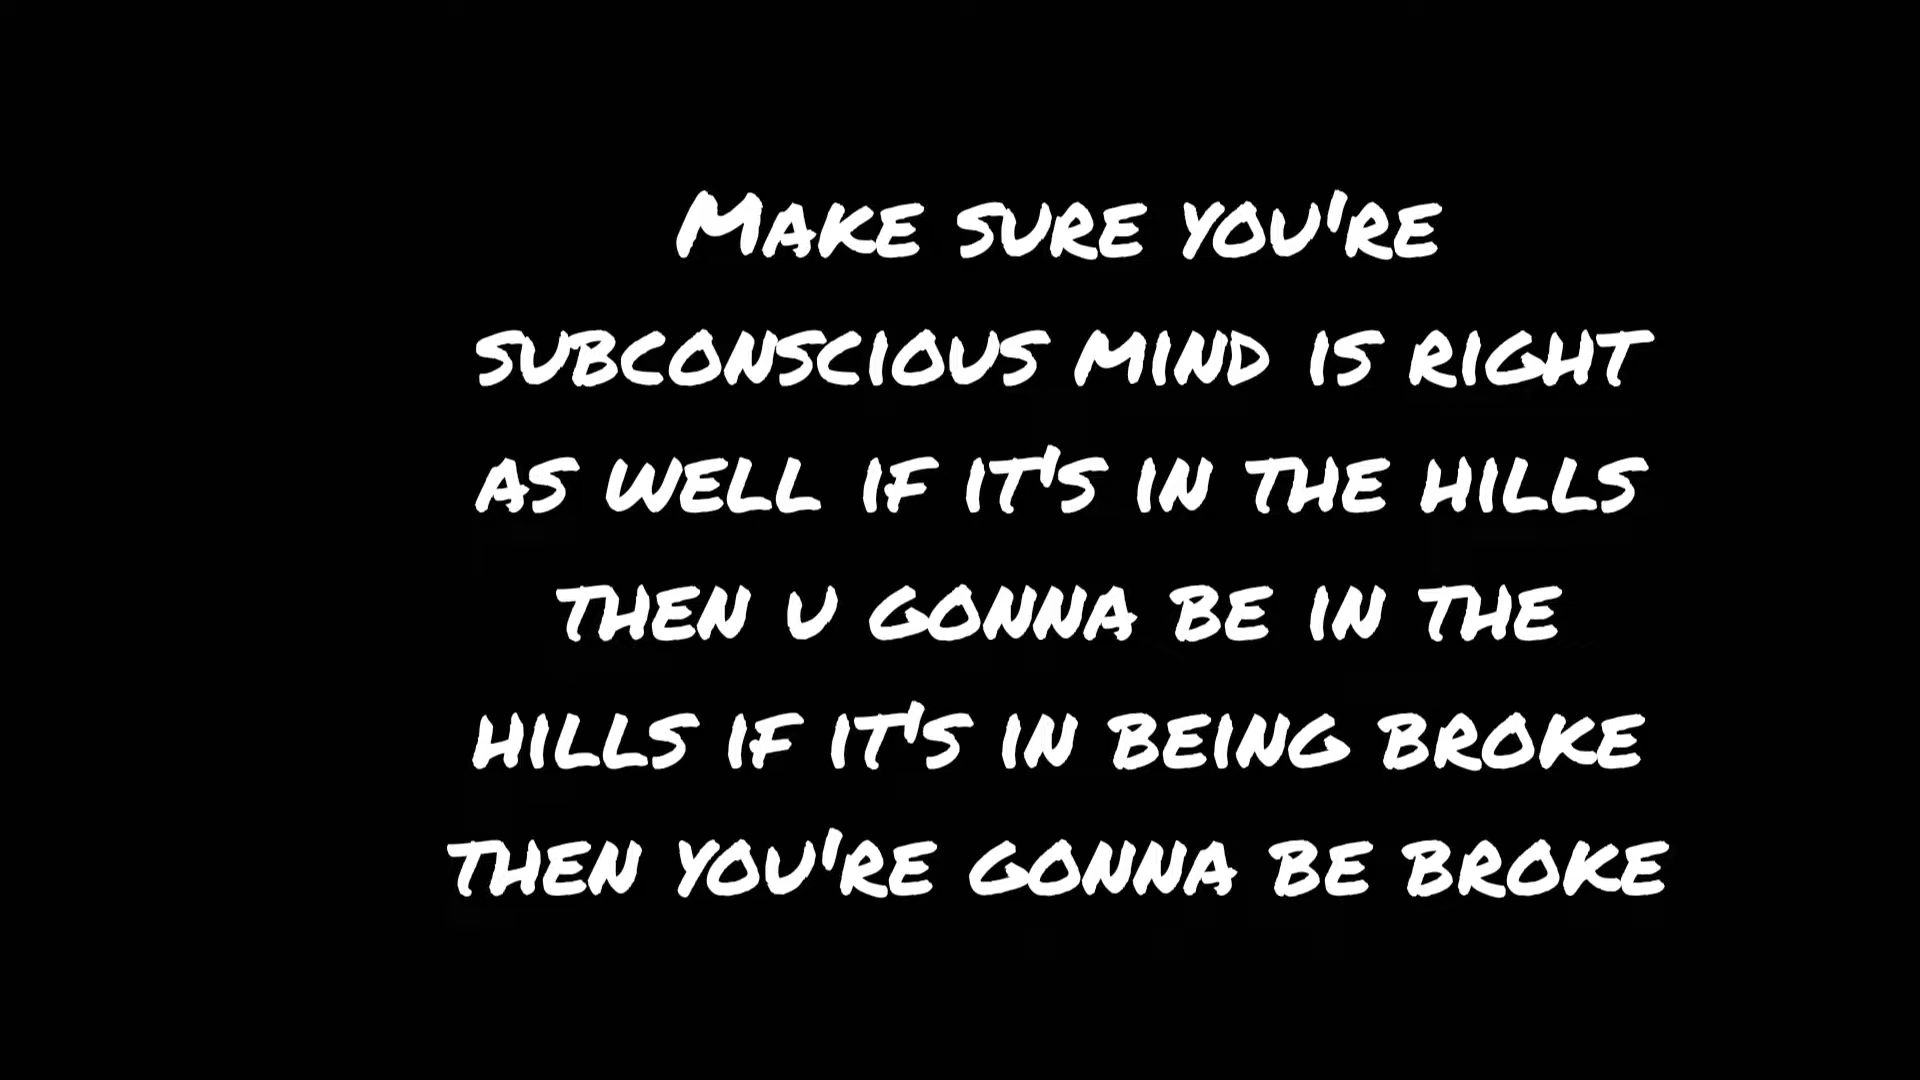 Make sure you're
subconscious mind is right
as well if it's in the hills
then u gonna be in the
hills if it's in being broke
then you're gonna be broke